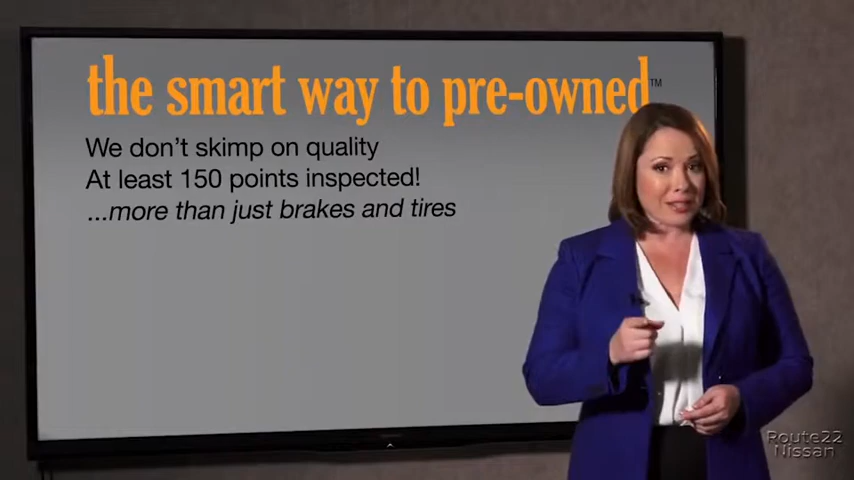 the smart way to pre-owned™
We don't skimp on quality
At least 150 points inspected!
...more than just brakes and tires
Route22
Nissan